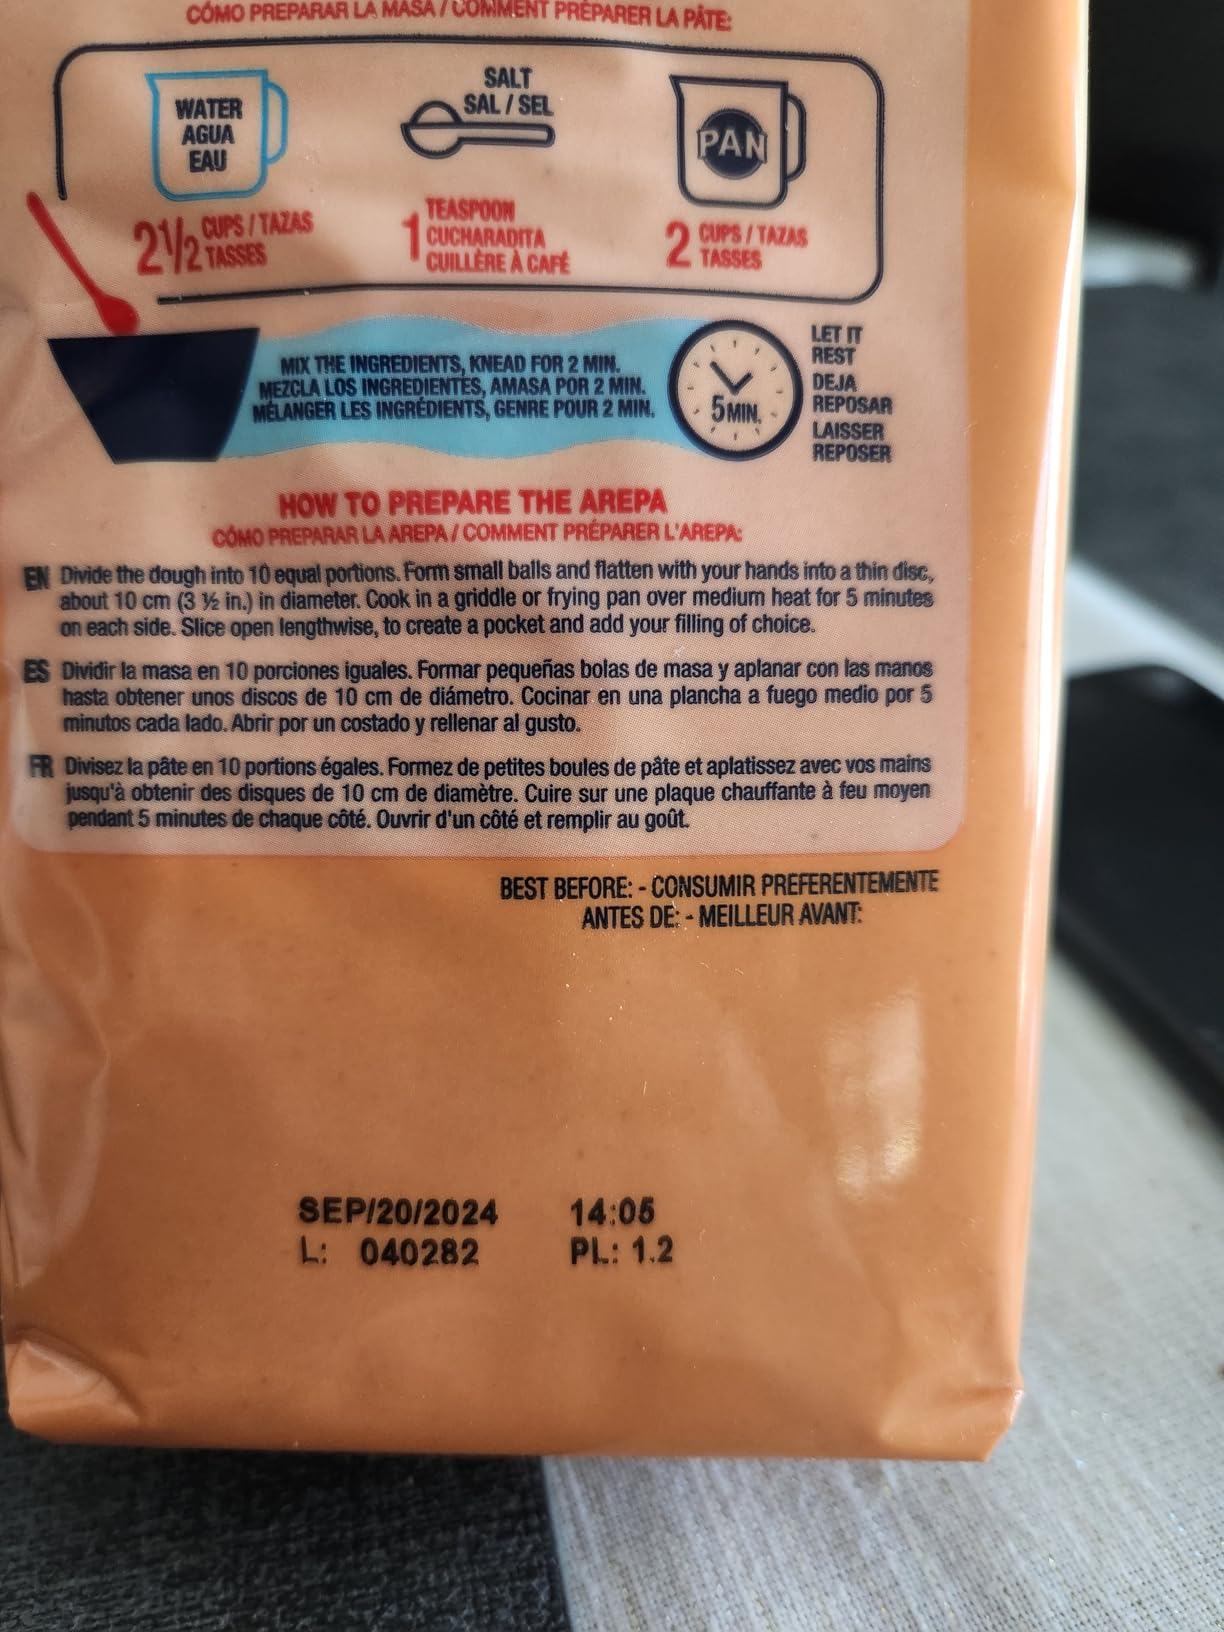 CÓMO PREPARAR LA MASA / COMMENT PRÉPARER LA PÂTE:
WATER
AGUA
EAU
SALT
SAL / SEL
PAN
2½ CUPS / TAZAS
TASSES
1 TEASPOON
CUCHARADITA
CUILLÈRE À CAFÉ
2 CUPS / TAZAS
TASSES
MIX THE INGREDIENTS, KNEAD FOR 2 MIN.
MEZCLA LOS INGREDIENTES, AMASA POR 2 MIN.
MÉLANGER LES INGRÉDIENTS, GENRE POUR 2 MIN.
5 MIN.
LET IT
REST
DEJA
REPOSAR
LAISSER
REPOSER
HOW TO PREPARE THE AREPA
CÓMO PREPARAR LA AREPA / COMMENT PRÉPARER L'AREPA:
EN Divide the dough into 10 equal portions. Form small balls and flatten with your hands into a thin disc,
about 10 cm (3 ½ in.) in diameter. Cook in a griddle or frying pan over medium heat for 5 minutes
on each side. Slice open lengthwise, to create a pocket and add your filling of choice.
ES Dividir la masa en 10 porciones iguales. Formar pequeñas bolas de masa y aplanar con las manos
hasta obtener unos discos de 10 cm de diámetro. Cocinar en una plancha a fuego medio por 5
minutos cada lado. Abrir por un costado y rellenar al gusto.
FR Divisez la pâte en 10 portions égales. Formez de petites boules de pâte et aplatissez avec vos mains
jusqu'à obtenir des disques de 10 cm de diamètre. Cuire sur une plaque chauffante à feu moyen
pendant 5 minutes de chaque côté. Ouvrir d'un côté et remplir au goût.
BEST BEFORE: - CONSUMIR PREFERENTEMENTE
ANTES DE: - MEILLEUR AVANT:
SEP/20/2024 14:05
L: 040282 PL: 1.2